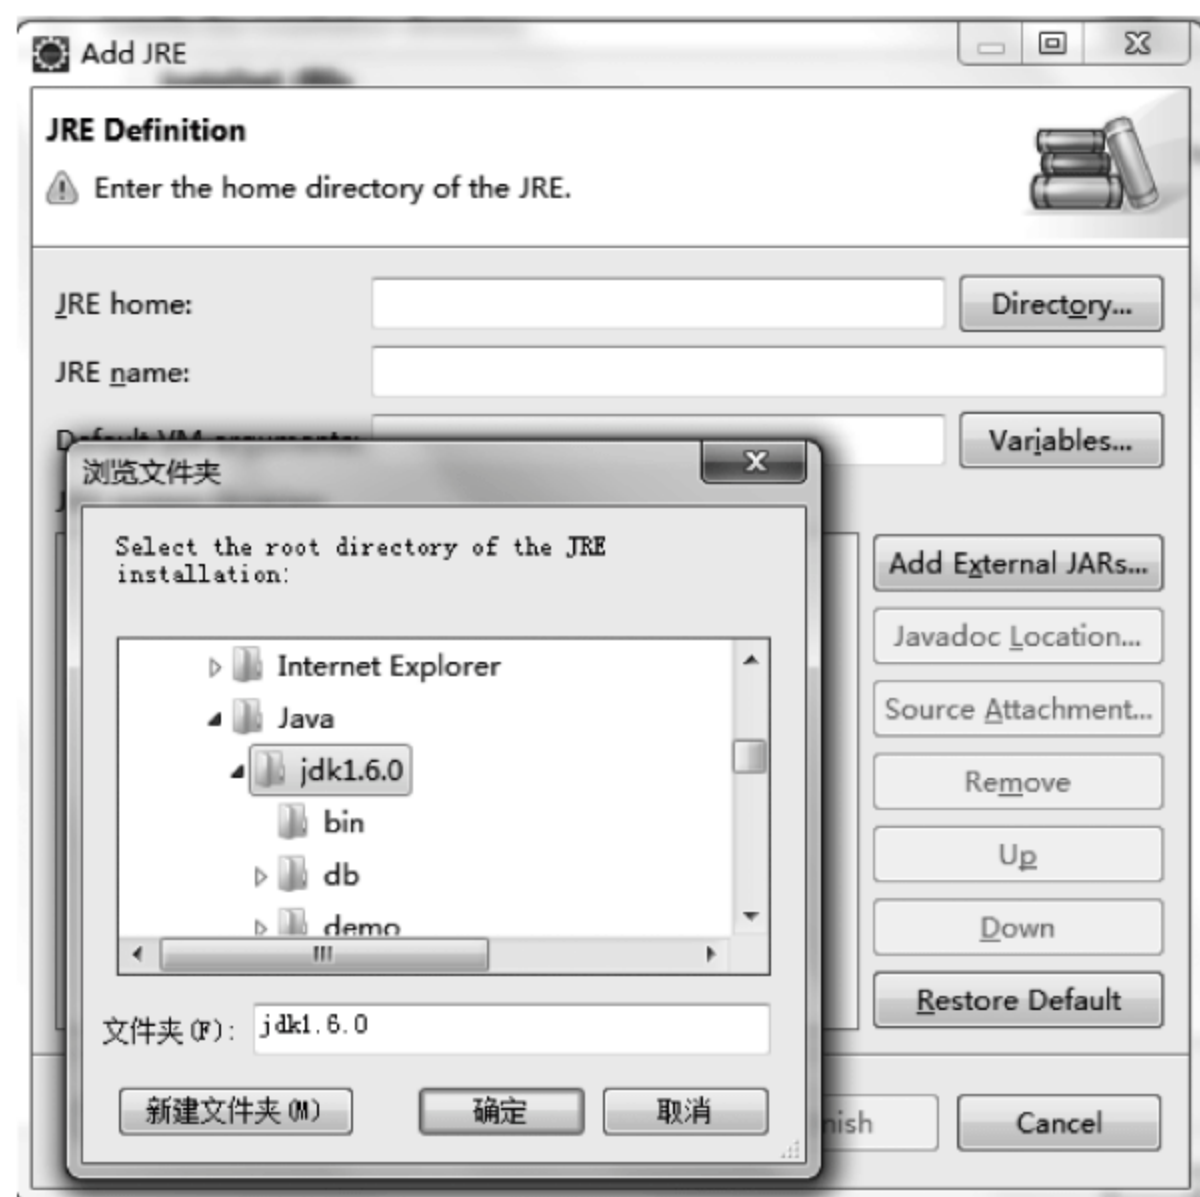 Add JRE
JRE Definition
Enter the home directory of the JRE.
JRE home:
Directory...
JRE name:
Variables...
浏览文件夹
Select the root directory of the JRE
installation:
Internet Explorer
Java
jdk1.6.0
bin
db
demo
文件夹(F):
jdk1.6.0
新建文件夹(M)
确定
取消
Add External JARs...
Javadoc Location...
Source Attachment...
Remove
Up
Down
Restore Default
Cancel